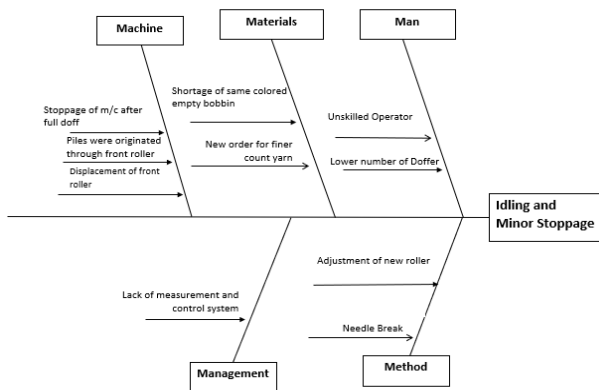 Machine
Materials
Man
Stoppage of m/c after
full doff
Piles were originated
through front roller
Displacement of front
roller
Shortage of same colored
empty bobbin
New order for finer
count yarn
Unskilled Operator
Lower number of Doffer
Idling and
Minor Stoppage
Lack of measurement and
control system
Adjustment of new roller
Needle Break
Management
Method